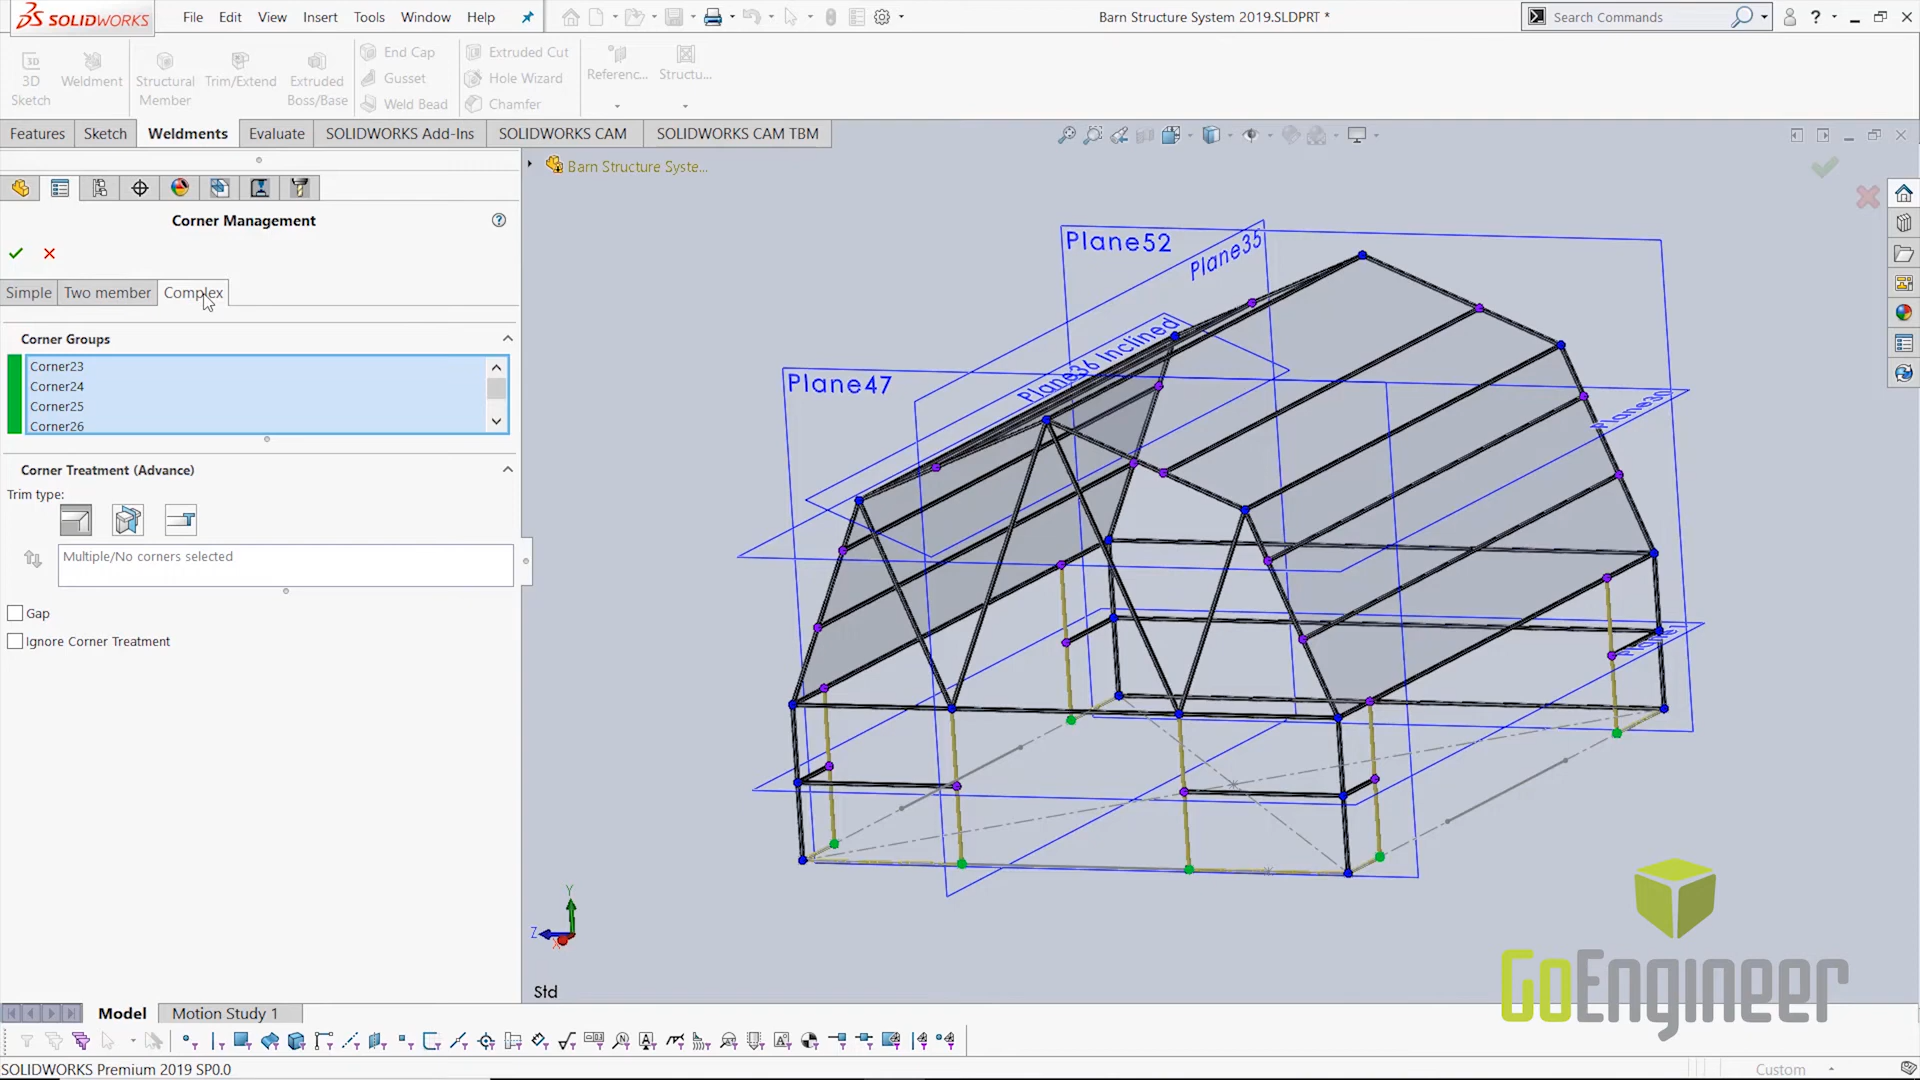 SOLIDWORKS File Edit View Insert Tools Window Help Barn Structure System 2019.SLDPRT * Search Commands ?
3D Sketch
Weldment
Structural Member
Trim/Extend
Extruded Boss/Base
End Cap
Gusset
Weld Bead
Extruded Cut
Hole Wizard
Chamfer
Referenc...
Structu...
Features Sketch Weldments Evaluate SOLIDWORKS Add-Ins SOLIDWORKS CAM SOLIDWORKS CAM TBM
Barn Structure Syste...
Corner Management
Simple Two member Complex
Corner Groups
Corner23
Corner24
Corner25
Corner26
Corner Treatment (Advance)
Trim type:
Multiple/No corners selected
Gap
Ignore Corner Treatment
Plane52
Plane35
Plane36 Inclined
Plane47
Y
Z
X
Std
GoEngineer
Model Motion Study 1
SOLIDWORKS Premium 2019 SP0.0
Custom